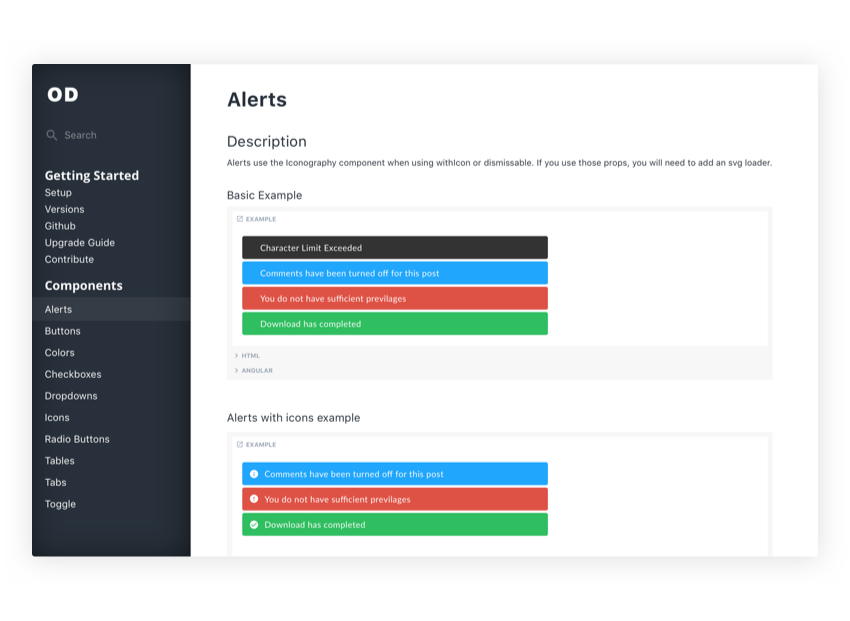 OD
Search
Getting Started
Setup
Versions
Github
Upgrade Guide
Contribute
Components
Alerts
Buttons
Colors
Checkboxes
Dropdowns
Icons
Radio Buttons
Tables
Tabs
Toggle
Alerts
Description
Alerts use the Iconography component when using withIcon or dismissable. If you use those props, you will need to add an svg loader.
Basic Example
EXAMPLE
Character Limit Exceeded
Comments have been turned off for this post
You do not have sufficient previlages
Download has completed
HTML
ANGULAR
Alerts with icons example
EXAMPLE
Comments have been turned off for this post
You do not have sufficient previlages
Download has completed